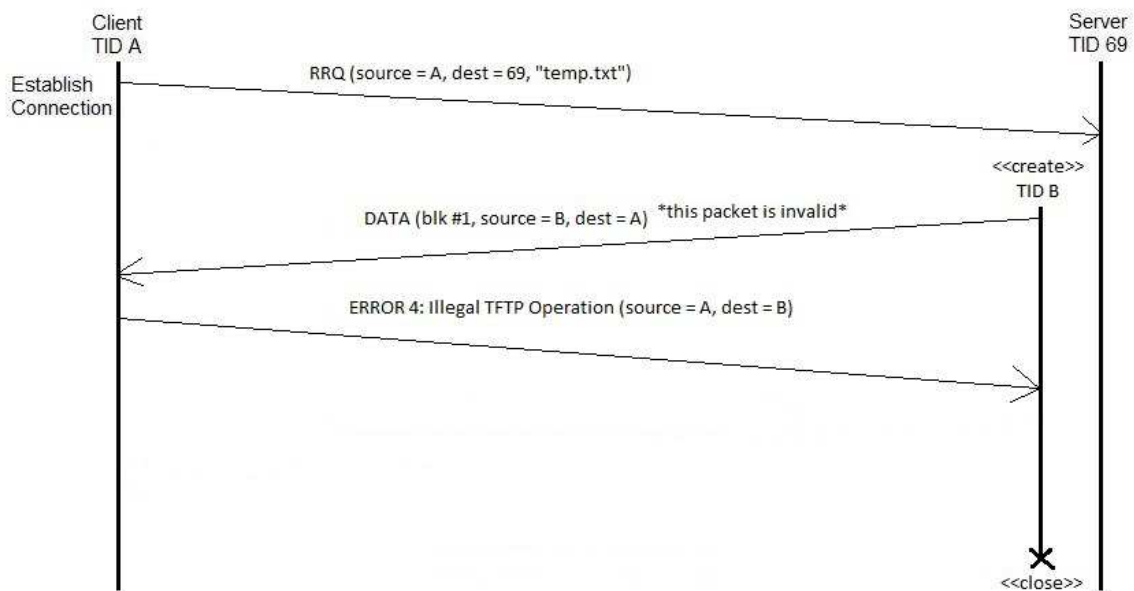 Client
TID A
Server
TID 69
Establish
Connection
RRQ (source = A, dest = 69, "temp.txt")
<<create>>
TID B
DATA (blk #1, source = B, dest = A) *this packet is invalid*
ERROR 4: Illegal TFTP Operation (source = A, dest = B)
<<close>>